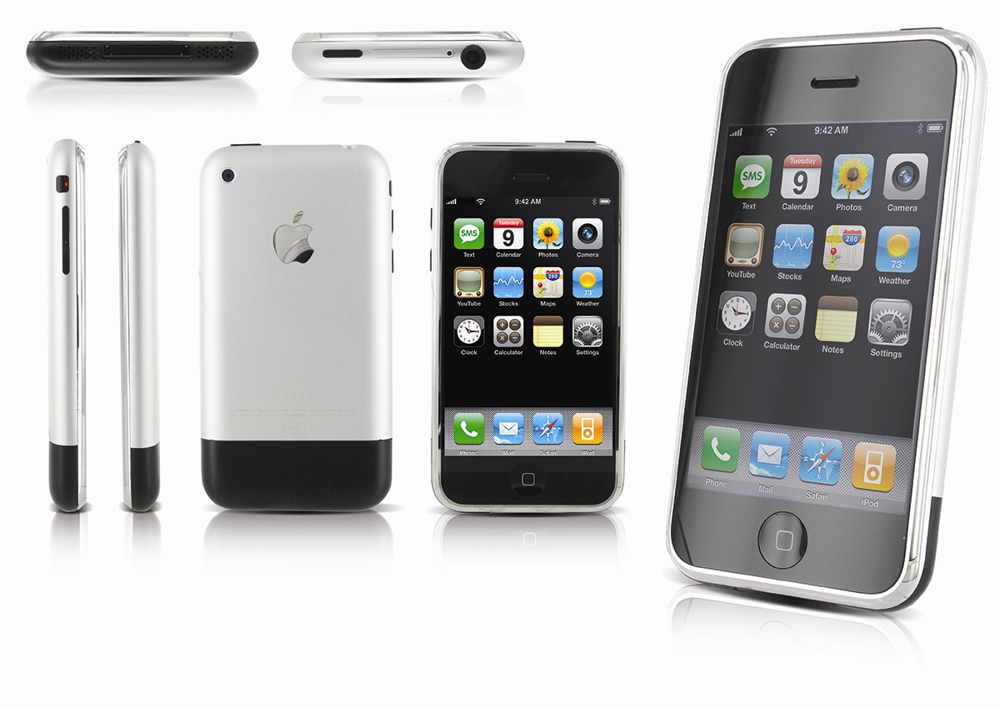 iPhone
9:42 AM
SMS
Tuesday
9
280
73°
Text Calendar Photos Camera
YouTube Stocks Maps Weather
Clock Calculator Notes Settings
Phone Mail Safari iPod
9:42 AM
SMS
Tuesday
9
280
73°
Text Calendar Photos Camera
YouTube Stocks Maps Weather
Clock Calculator Notes Settings
Phone Mail Safari iPod